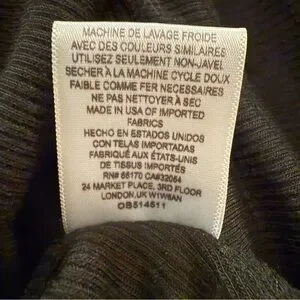 MACHINE DE LAVAGE FROIDE
AVEC DES COULEURS SIMILAIRES
UTILISEZ SEULEMENT NON-JAVEL
SECHER À LA MACHINE CYCLE DOUX
FAIBLE COMME FER NECESSAIRES
NE PAS NETTOYER À SEC
MADE IN USA OF IMPORTED
FABRICS
HECHO EN ESTADOS UNIDOS
CON TELAS IMPORTADAS
FABRIQUÉ AUX ÉTATS-UNIS
DE TISSUS IMPORTÉS
RN# 66170 CA#32054
24 MARKET PLACE, 3RD FLOOR
LONDON, UK W1W8AN
OB514511